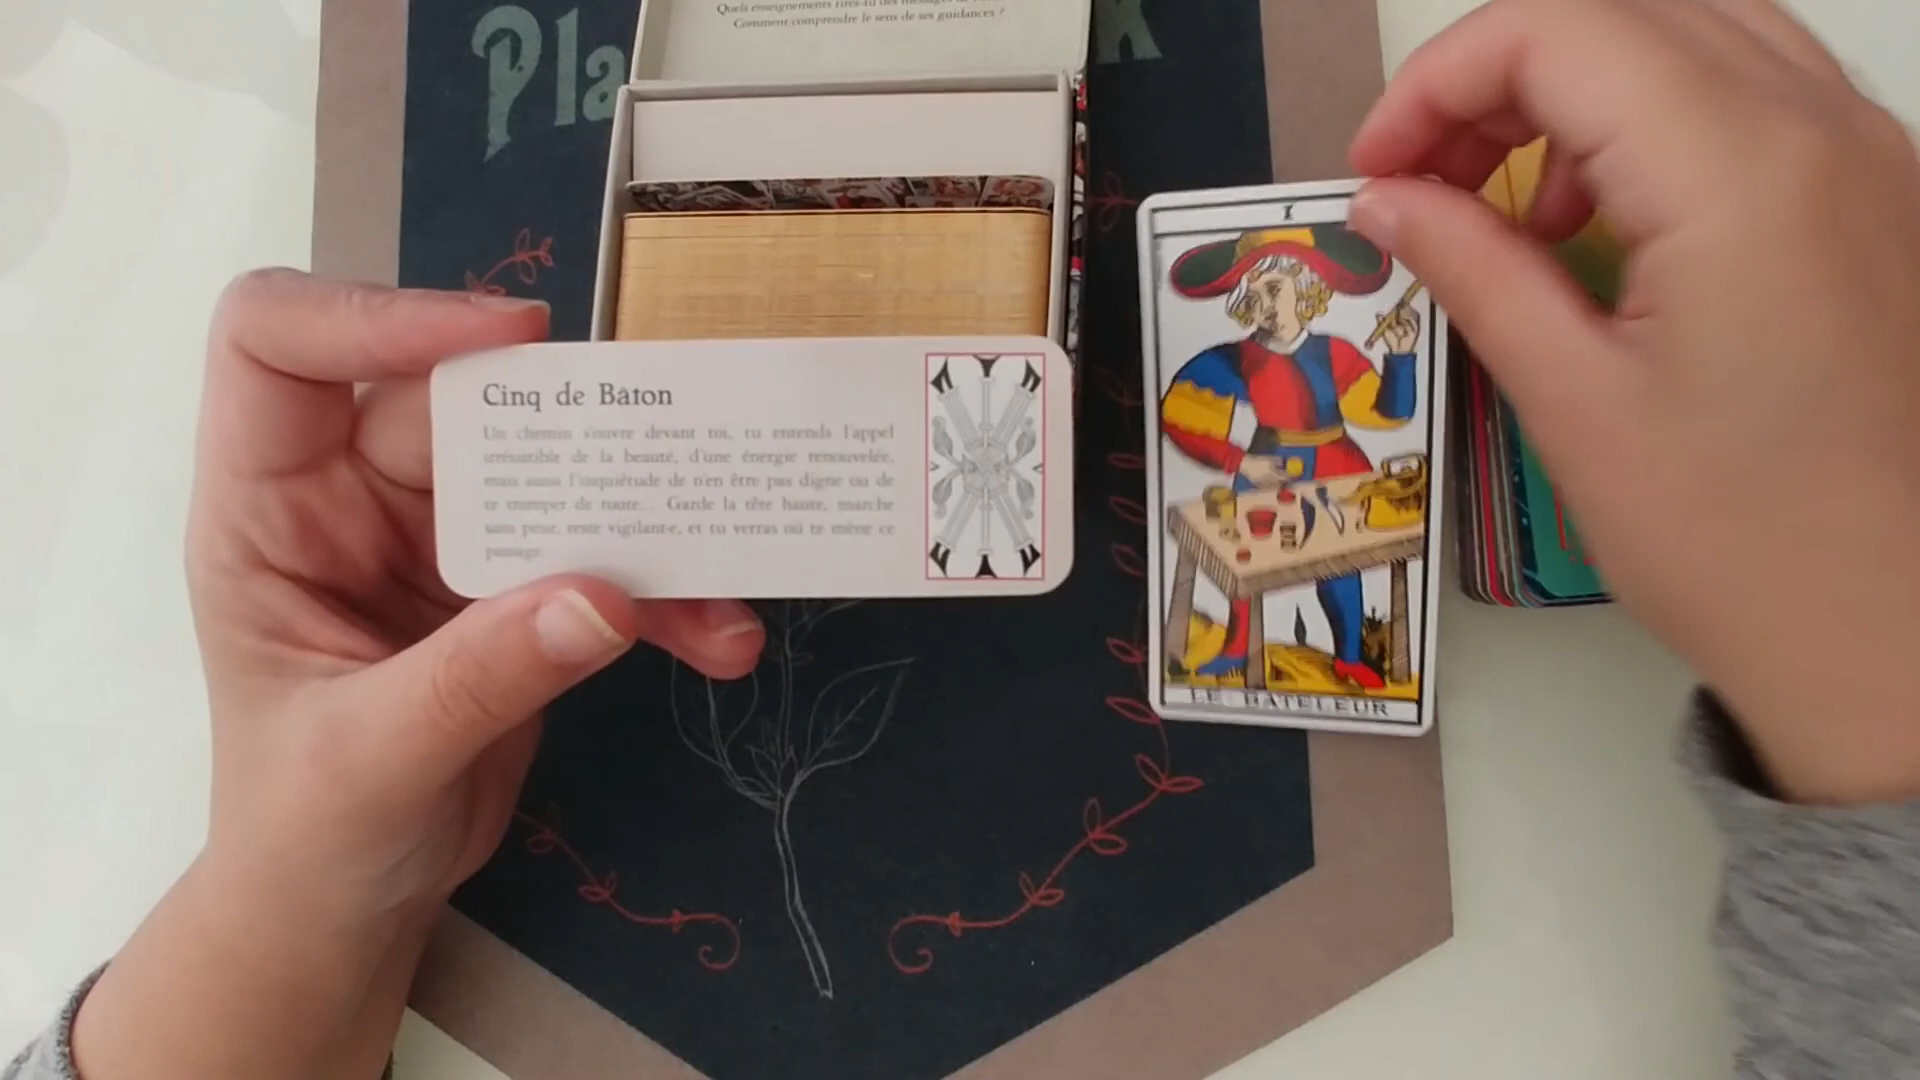 Quels enseignements tires-tu des messages de
Comment comprendre le sens de ses guidances ?
Pla
k
I
Cinq de Bâton
Un chemin s'ouvre devant toi, tu entends l'appel
irrésistible de la beauté, d'une énergie renouvelée,
mais aussi l'inquiétude de n'en être pas digne ou de
te tromper de route... Garde la tête haute, marche
sans peur, reste vigilant·e, et tu verras où te mène ce
passage.
LE BATELEUR